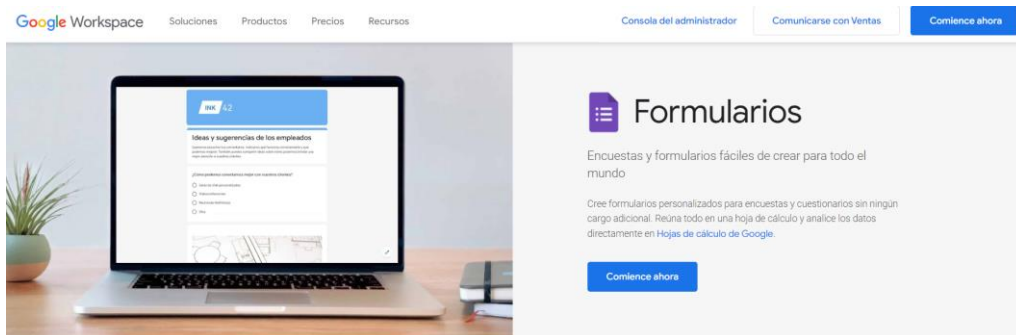 Google Workspace
Soluciones
Productos
Precios
Recursos
Consola del administrador
Comunicarse con Ventas
Comience ahora
INK 42
Ideas y sugerencias de los empleados
Formularios
Encuestas y formularios fáciles de crear para todo el
mundo
Cree formularios personalizados para encuestas y cuestionarios sin ningún
cargo adicional. Reúna todo en una hoja de cálculo y analice los datos
directamente en Hojas de cálculo de Google.
Comience ahora